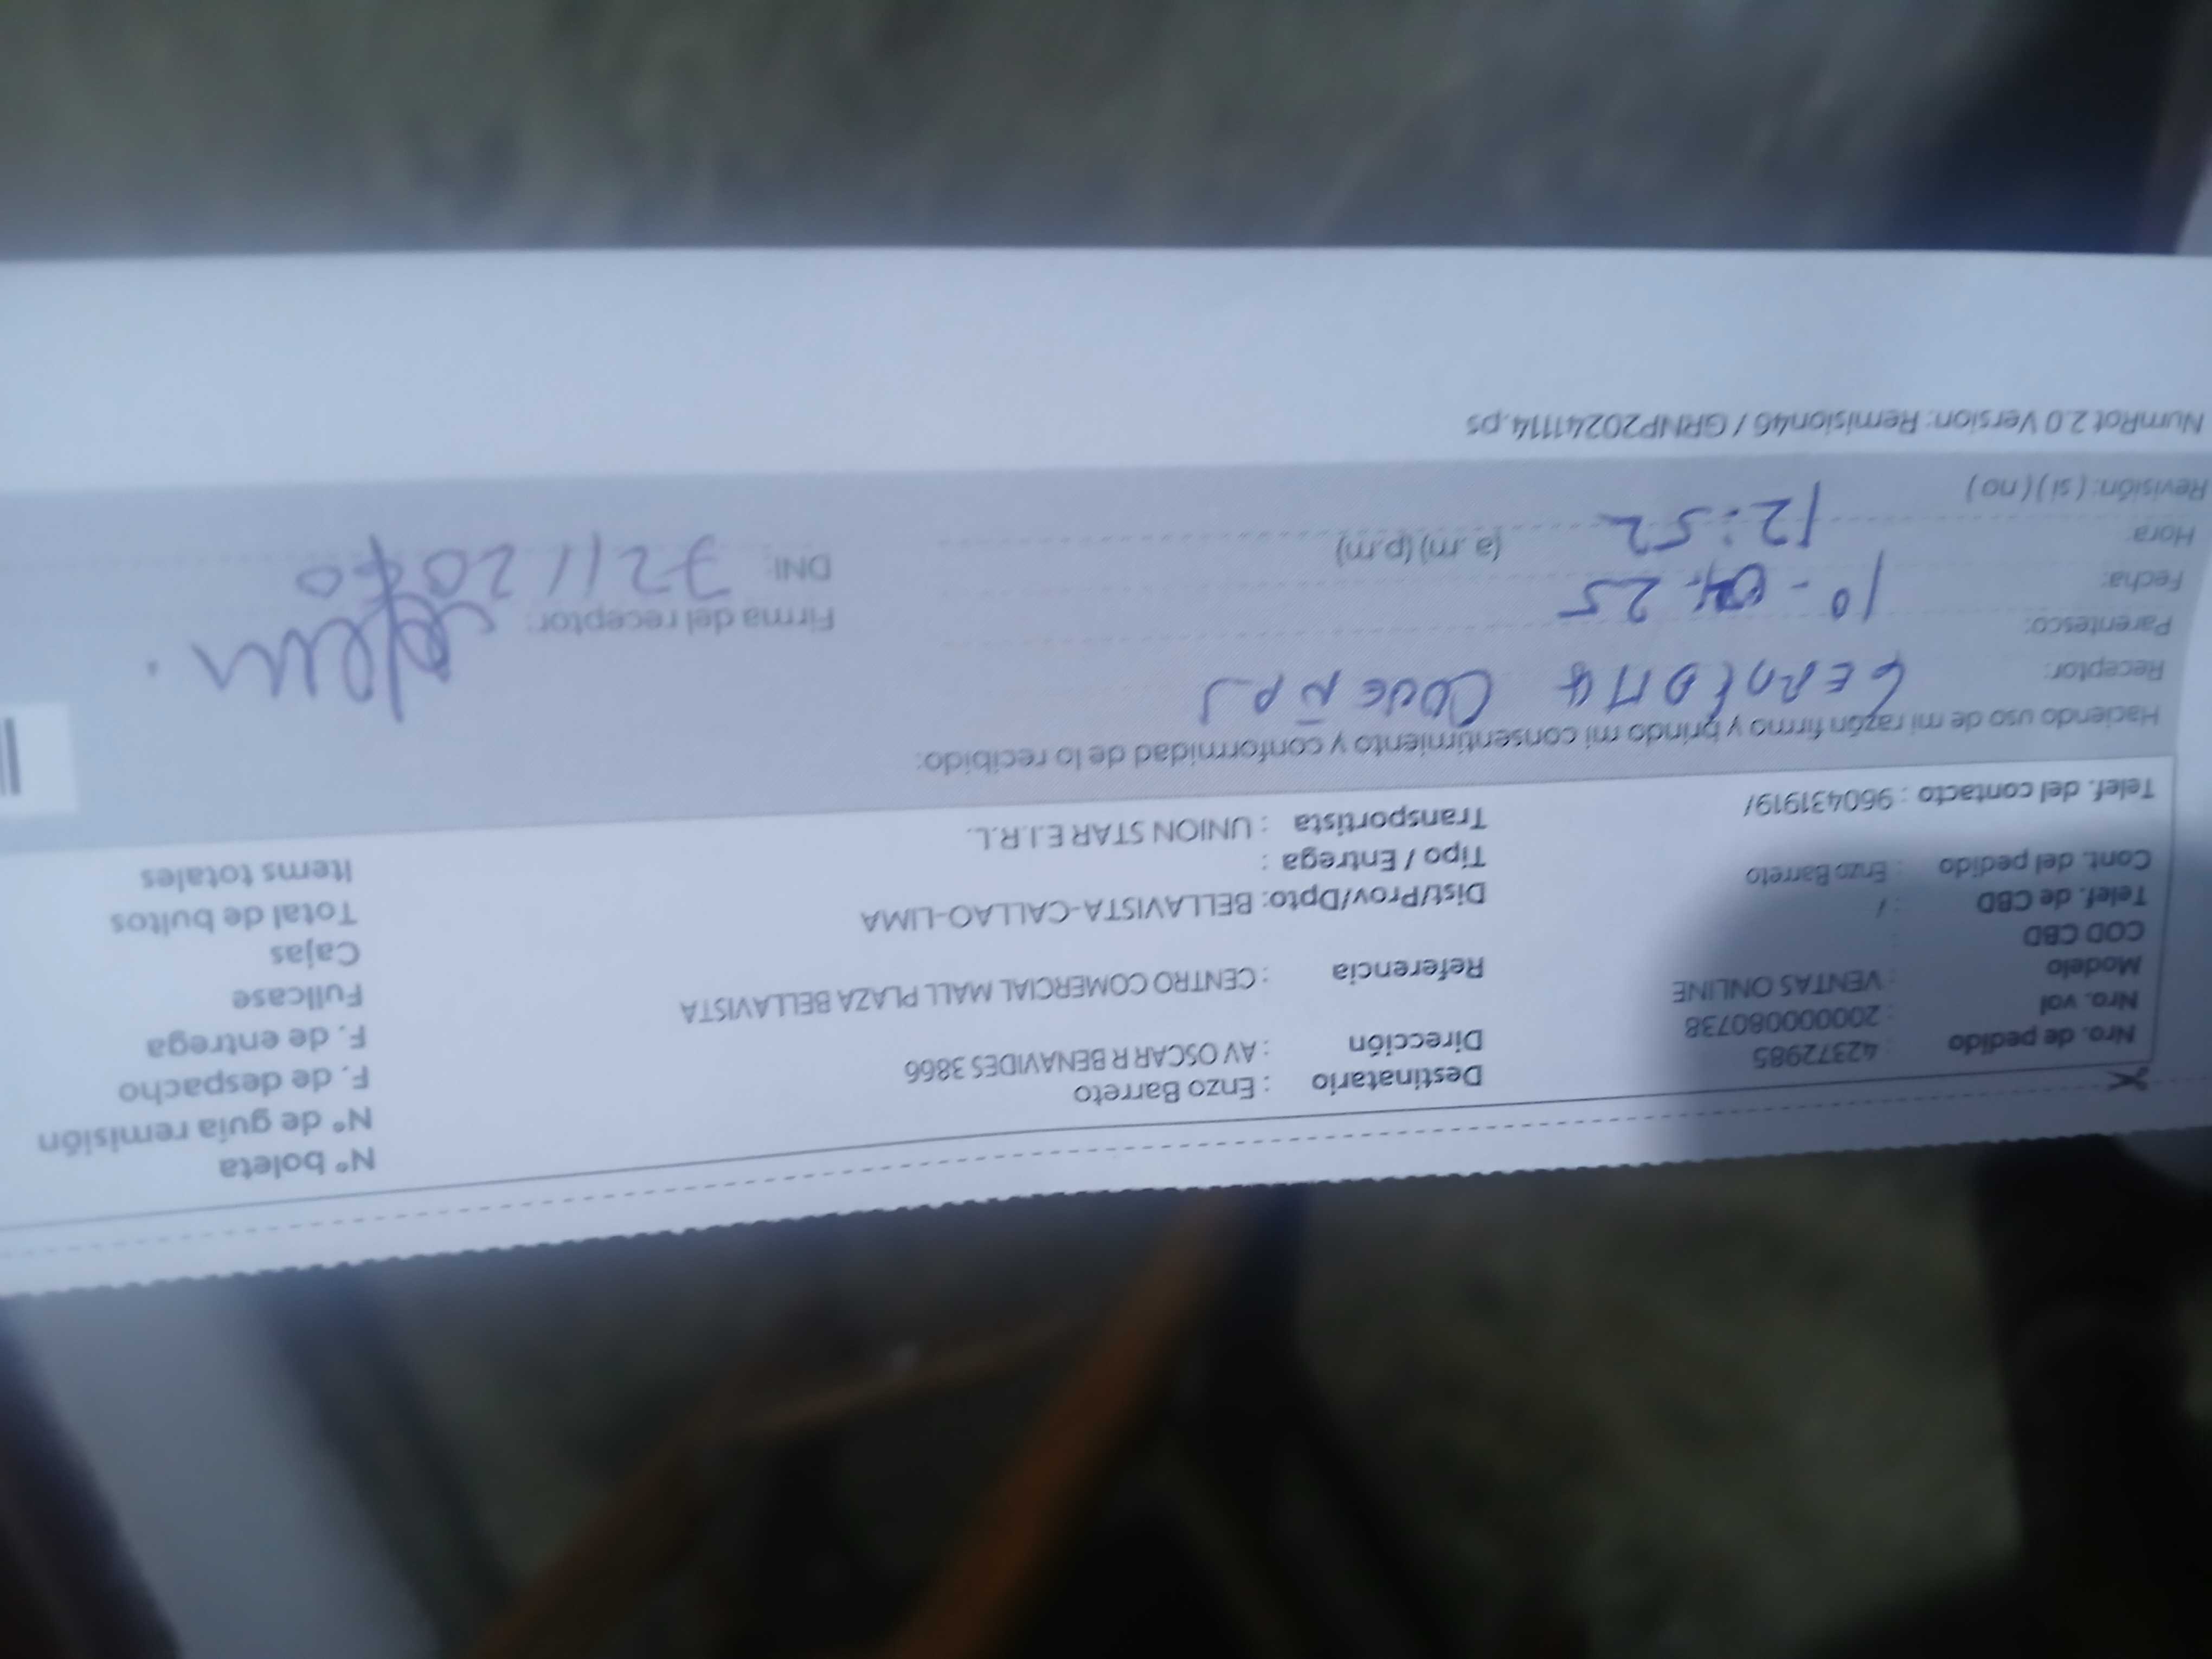 Nro. de pedido : 42372985
Nro. vol : 2000080738
Modelo : VENTAS ONLINE
COD CBD
Telef. de CBD : /
Cont. del pedido : Enzo Barreto
Telef. del contacto : 960431919/
Destinatario : Enzo Barreto
Dirección : AV OSCAR R BENAVIDES 3866
Referencia : CENTRO COMERCIAL MALL PLAZA BELLAVISTA
Dist/Prov/Dpto: BELLAVISTA-CALLAO-LIMA
Tipo / Entrega :
Transportista : UNION STAR E.I.R.L.
N° boleta
N° de guia remisión
F. de despacho
F. de entrega
Fullcase
Cajas
Total de bultos
Items totales
Haciendo uso de mi razón firmo y brindo mi consentimiento y conformidad de lo recibido:
Receptor:
Parentesco:
Fecha: 25
Hora: 12:52 (a.m) (p.m)
Revisión: ( si ) ( no )
Firma del receptor:
DNI:
NumRot 2.0 Version: Remision46 / GRNP20241114.ps